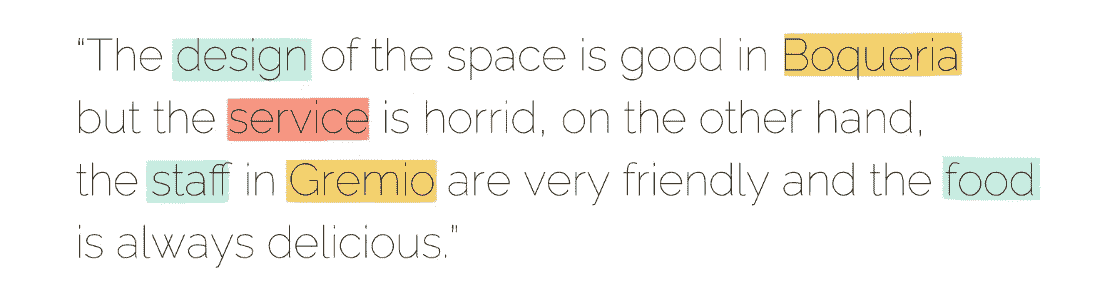 “The design of the space is good in Boqueria
but the service is horrid, on the other hand,
the staff in Gremio are very friendly and the food
is always delicious.”